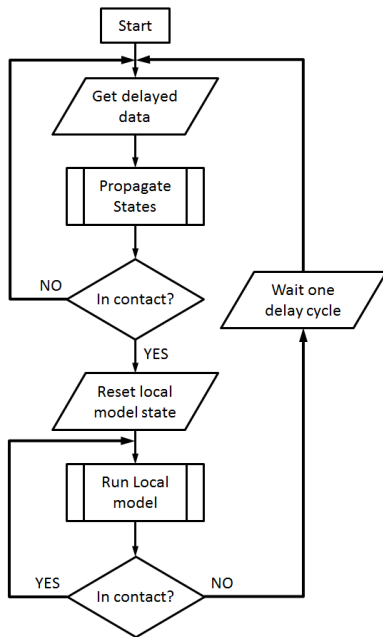 Start
Get delayed
data
Propagate
States
NO
In contact?
Wait one
delay cycle
YES
Reset local
model state
Run Local
model
YES
In contact?
NO